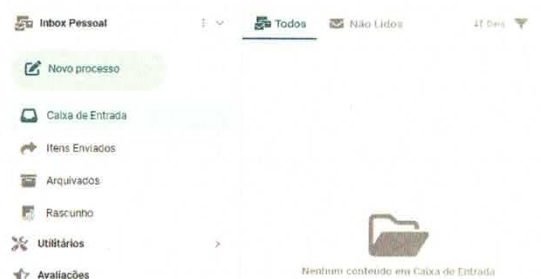 Inbox Pessoal
Todos
Não Lidos
Novo processo
Caixa de Entrada
Itens Enviados
Arquivados
Rascunho
Utilitários
Avaliações
Nenhum conteúdo em Caixa de Entrada